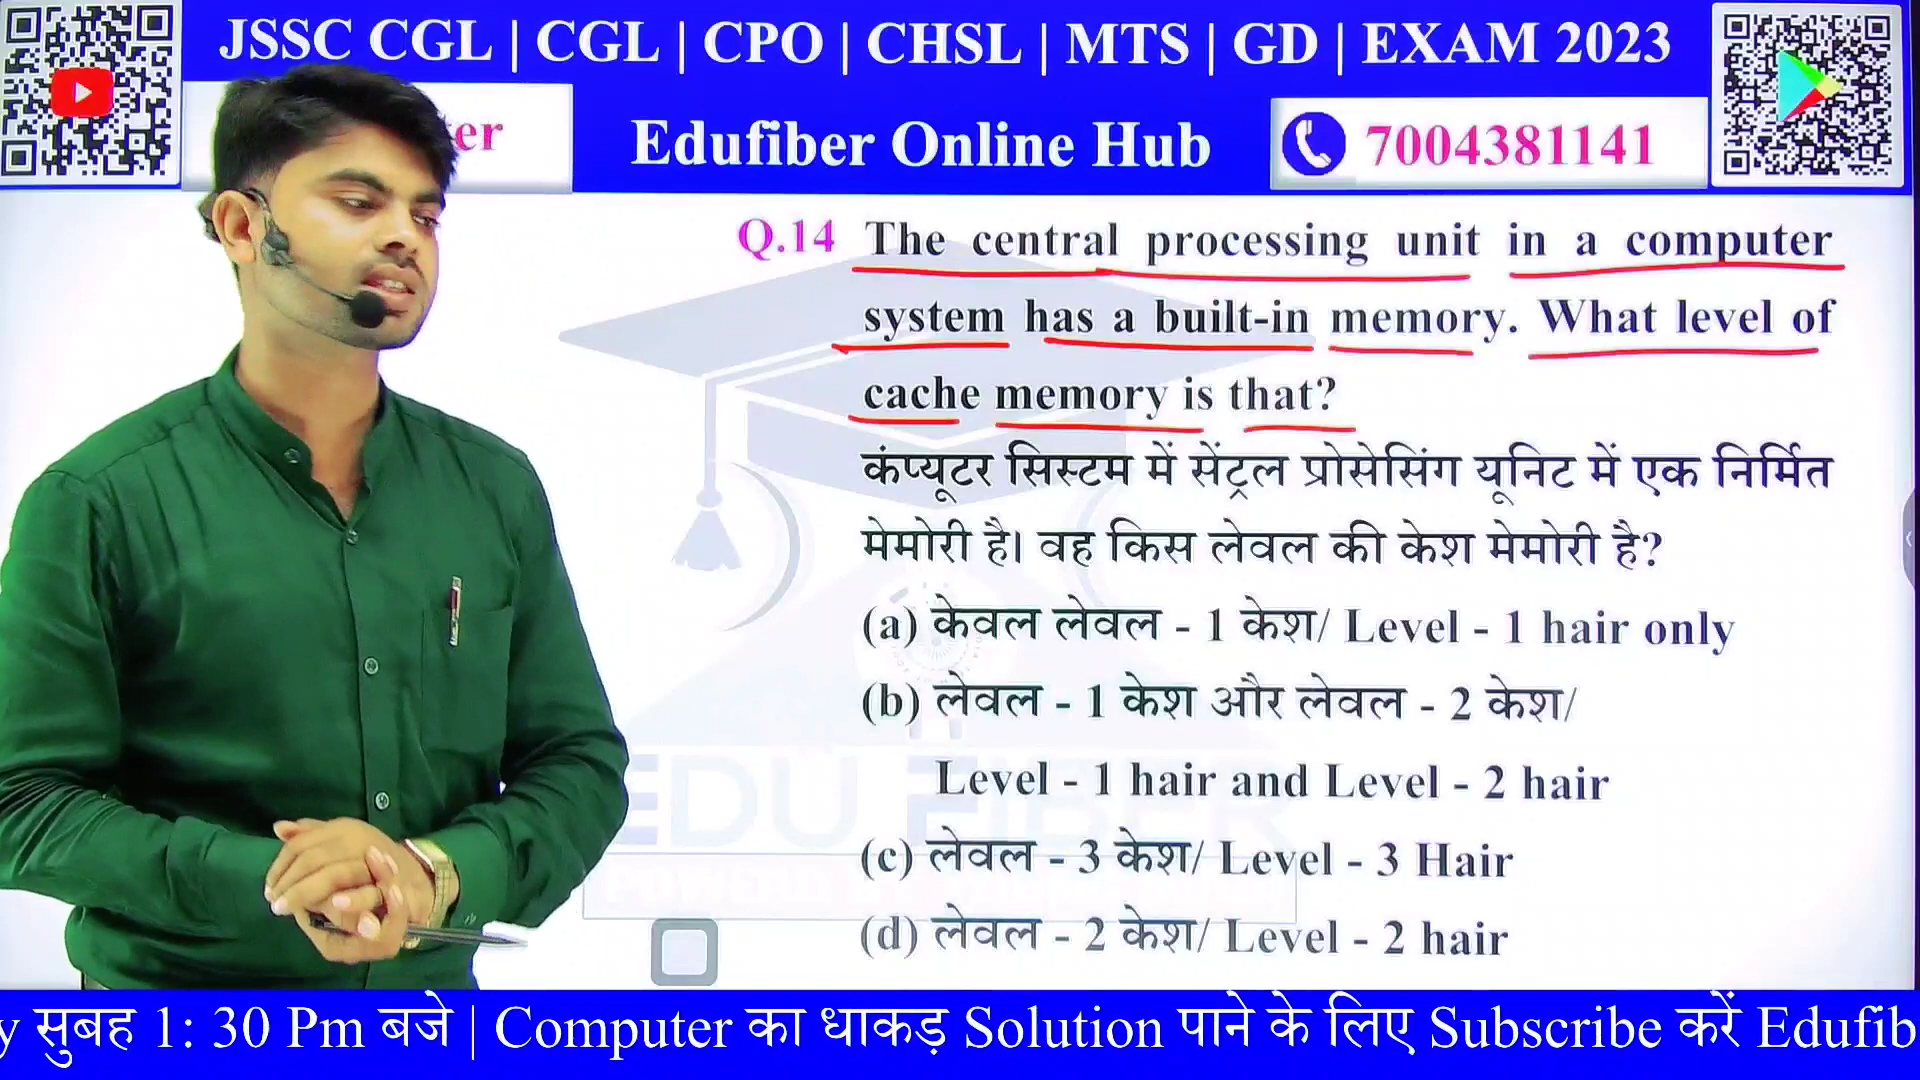 JSSC CGL | CGL | CPO | CHSL | MTS | GD | EXAM 2023
Edufiber Online Hub
7004381141
Q.14 The central processing unit in a computer
system has a built-in memory. What level of
cache memory is that?
कंप्यूटर सिस्टम में सेंट्रल प्रोसेसिंग यूनिट में एक निर्मित
मेमोरी है। वह किस लेवल की केश मेमोरी है?
(a) केवल लेवल - 1 केश/ Level - 1 hair only
(b) लेवल - 1 केश और लेवल - 2 केश/
Level - 1 hair and Level - 2 hair
(c) लेवल - 3 केश/ Level - 3 Hair
(d) लेवल - 2 केश/ Level - 2 hair
EDU FIBER
सुबह 1: 30 Pm बजे | Computer का धाकड़ Solution पाने के लिए Subscribe करें Edufib